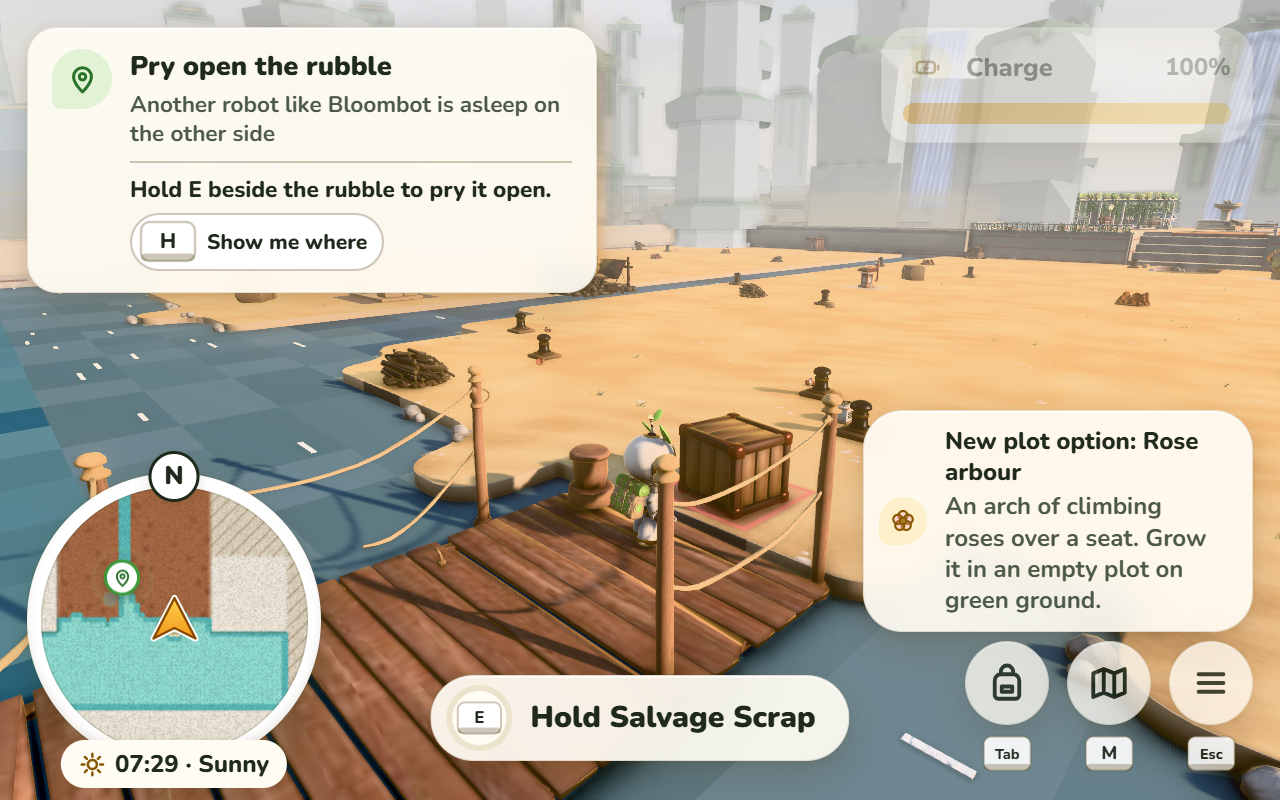 Pry open the rubble
Another robot like Bloombot is asleep on
the other side
Hold E beside the rubble to pry it open.
H Show me where
Charge 100%
New plot option: Rose
arbour
An arch of climbing
roses over a seat. Grow
it in an empty plot on
green ground.
N
07:29 · Sunny
E Hold Salvage Scrap
Tab
M
Esc